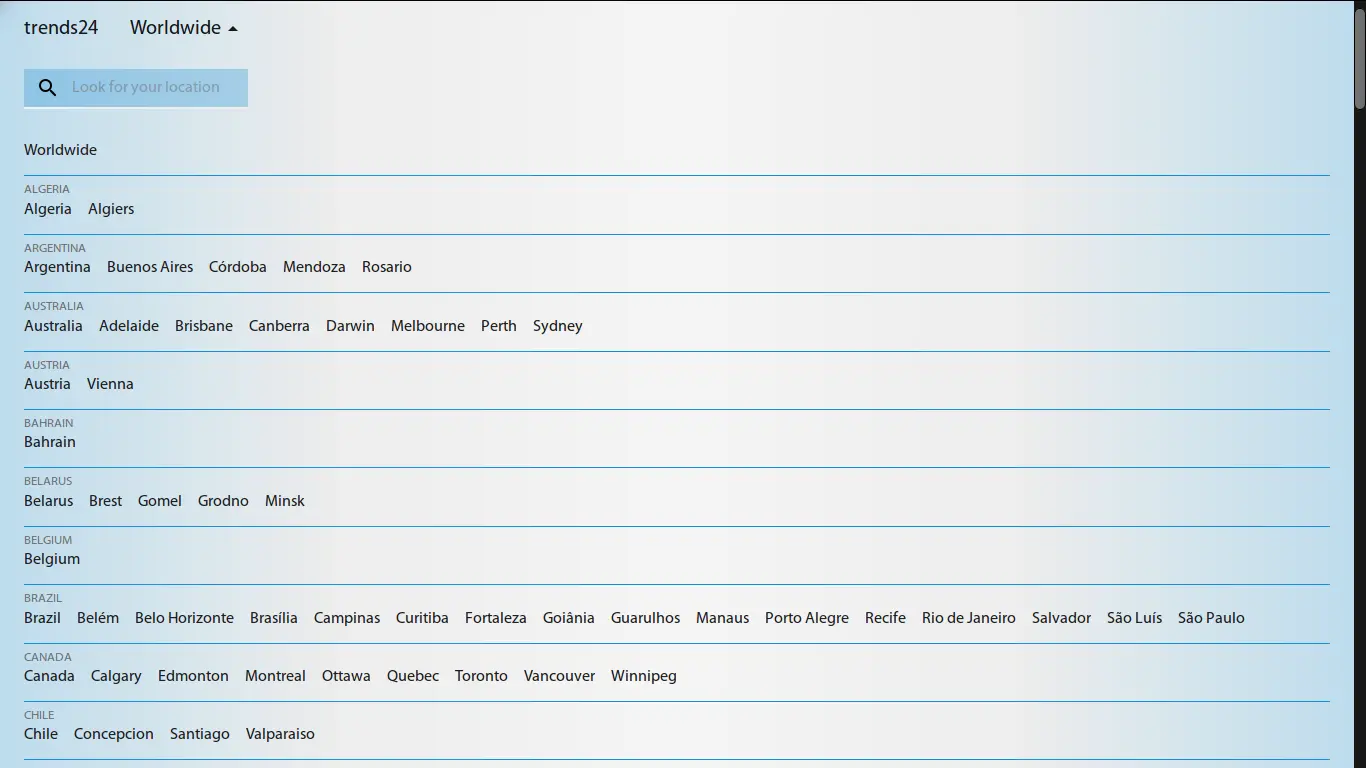 trends24 Worldwide
Look for your location
Worldwide
ALGERIA
Algeria Algiers
ARGENTINA
Argentina Buenos Aires Córdoba Mendoza Rosario
AUSTRALIA
Australia Adelaide Brisbane Canberra Darwin Melbourne Perth Sydney
AUSTRIA
Austria Vienna
BAHRAIN
Bahrain
BELARUS
Belarus Brest Gomel Grodno Minsk
BELGIUM
Belgium
BRAZIL
Brazil Belém Belo Horizonte Brasília Campinas Curitiba Fortaleza Goiânia Guarulhos Manaus Porto Alegre Recife Rio de Janeiro Salvador São Luís São Paulo
CANADA
Canada Calgary Edmonton Montreal Ottawa Quebec Toronto Vancouver Winnipeg
CHILE
Chile Concepcion Santiago Valparaiso